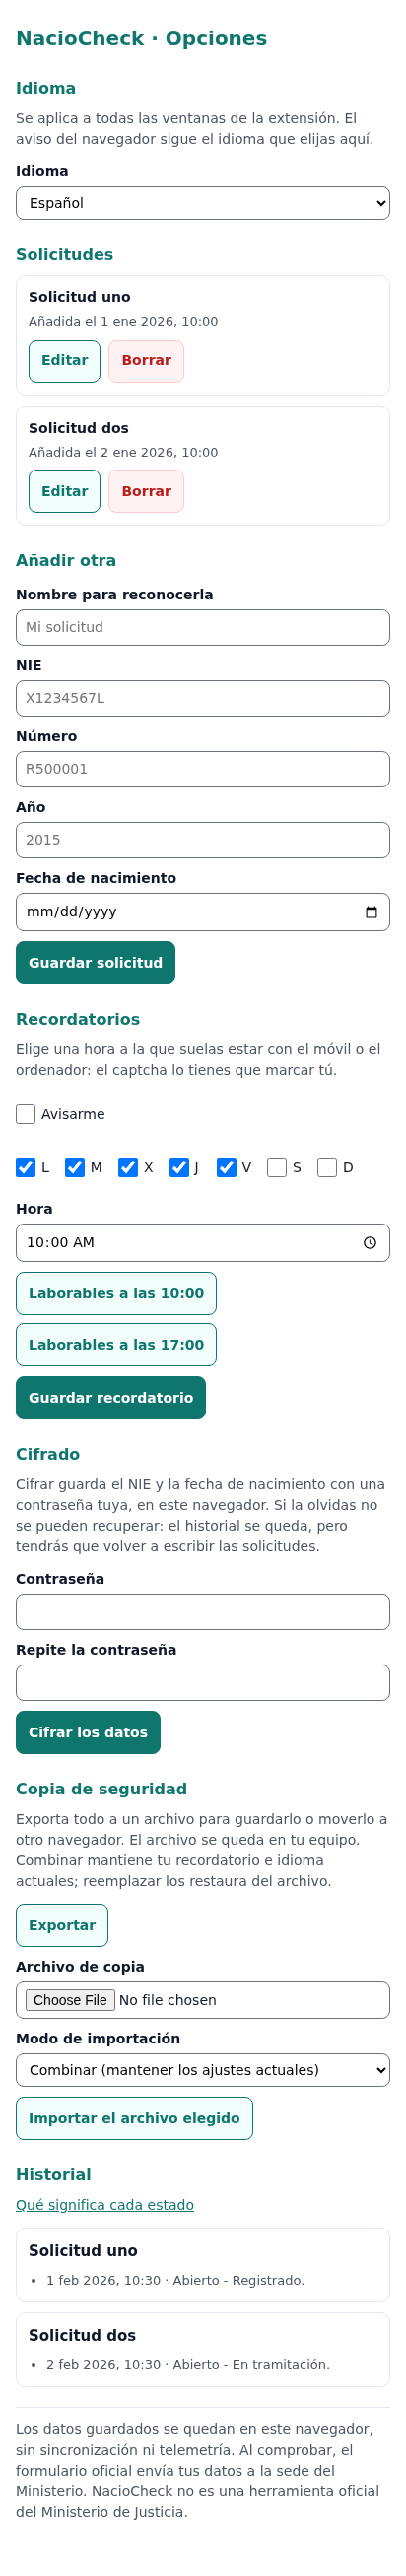 NacioCheck · Opciones
Idioma
Se aplica a todas las ventanas de la extensión. El
aviso del navegador sigue el idioma que elijas aquí.
Idioma
Español
Solicitudes
Solicitud uno
Añadida el 1 ene 2026, 10:00
Editar Borrar
Solicitud dos
Añadida el 2 ene 2026, 10:00
Editar Borrar
Añadir otra
Nombre para reconocerla
Mi solicitud
NIE
X1234567L
Número
R500001
Año
2015
Fecha de nacimiento
mm/dd/yyyy
Guardar solicitud
Recordatorios
Elige una hora a la que suelas estar con el móvil o el
ordenador: el captcha lo tienes que marcar tú.
Avisarme
L M X J V S D
Hora
10:00 AM
Laborables a las 10:00
Laborables a las 17:00
Guardar recordatorio
Cifrado
Cifrar guarda el NIE y la fecha de nacimiento con una
contraseña tuya, en este navegador. Si la olvidas no
se pueden recuperar: el historial se queda, pero
tendrás que volver a escribir las solicitudes.
Contraseña
Repite la contraseña
Cifrar los datos
Copia de seguridad
Exporta todo a un archivo para guardarlo o moverlo a
otro navegador. El archivo se queda en tu equipo.
Combinar mantiene tu recordatorio e idioma
actuales; reemplazar los restaura del archivo.
Exportar
Archivo de copia
Choose File No file chosen
Modo de importación
Combinar (mantener los ajustes actuales)
Importar el archivo elegido
Historial
Qué significa cada estado
Solicitud uno
• 1 feb 2026, 10:30 · Abierto - Registrado.
Solicitud dos
• 2 feb 2026, 10:30 · Abierto - En tramitación.
Los datos guardados se quedan en este navegador,
sin sincronización ni telemetría. Al comprobar, el
formulario oficial envía tus datos a la sede del
Ministerio. NacioCheck no es una herramienta oficial
del Ministerio de Justicia.